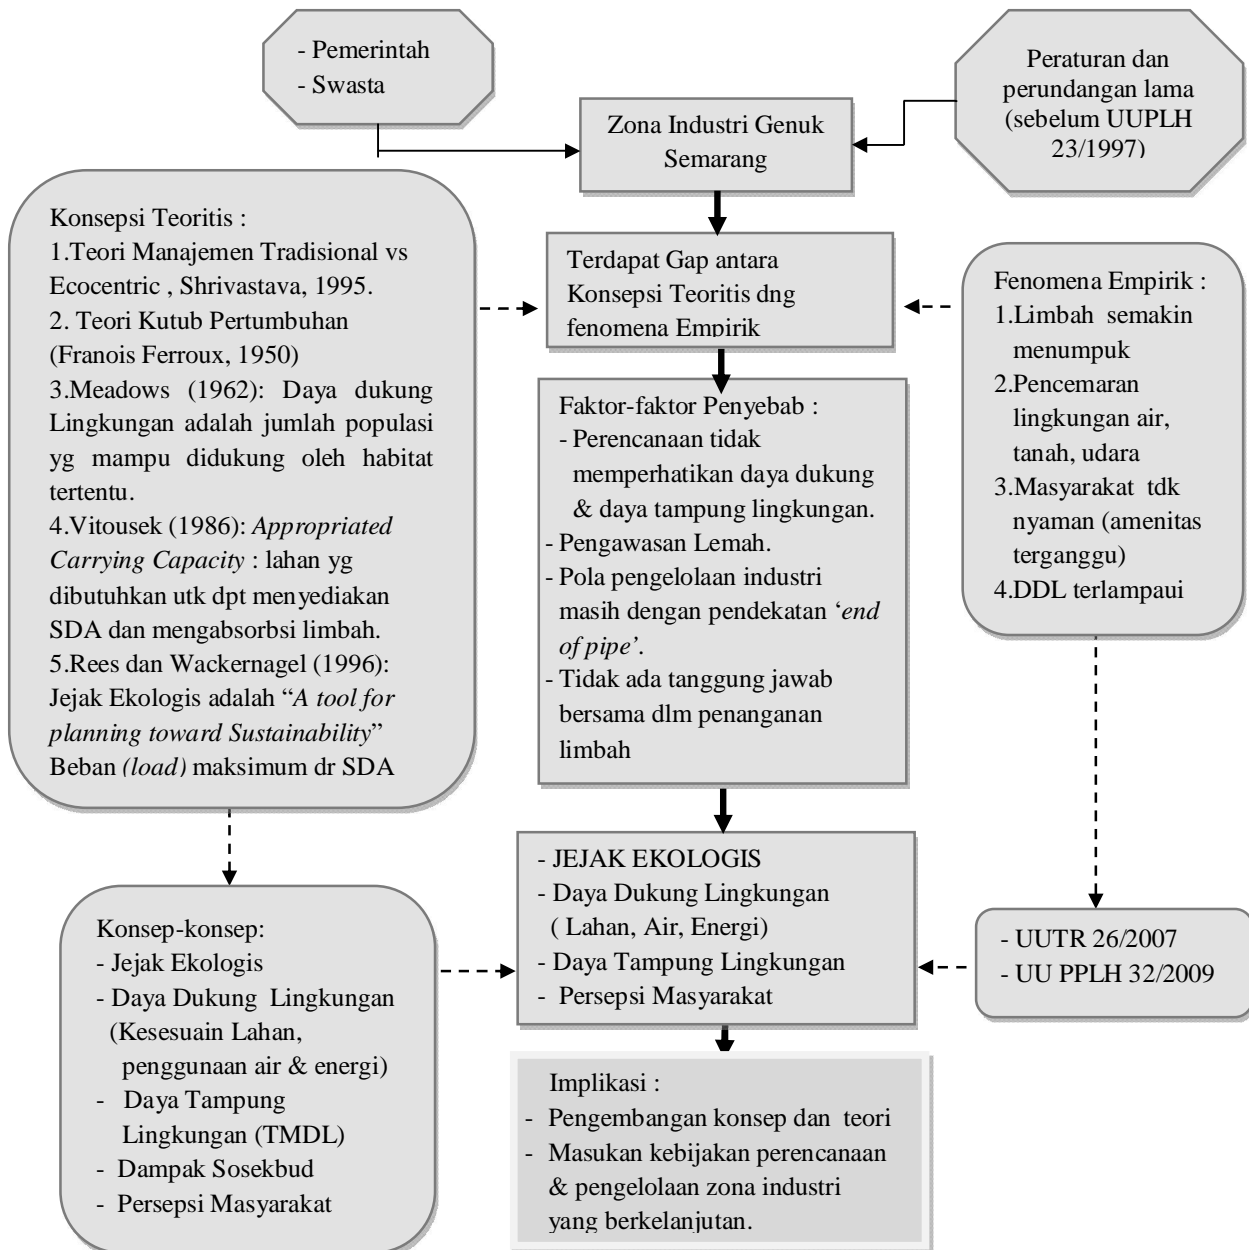 - Pemerintah
- Swasta
Peraturan dan
perundangan lama
(sebelum UUPLH
23/1997)
Zona Industri Genuk
Semarang
Konsepsi Teoritis :
1.Teori Manajemen Tradisional vs
Ecocentric , Shrivastava, 1995.
2. Teori Kutub Pertumbuhan
(Franois Ferroux, 1950)
3.Meadows (1962): Daya dukung
Lingkungan adalah jumlah populasi
yg mampu didukung oleh habitat
tertentu.
4.Vitousek (1986): Appropriated
Carrying Capacity : lahan yg
dibutuhkan utk dpt menyediakan
SDA dan mengabsorbsi limbah.
5.Rees dan Wackernagel (1996):
Jejak Ekologis adalah “A tool for
planning toward Sustainability”
Beban (load) maksimum dr SDA
Terdapat Gap antara
Konsepsi Teoritis dng
fenomena Empirik
Fenomena Empirik :
1.Limbah semakin
menumpuk
2.Pencemaran
lingkungan air,
tanah, udara
3.Masyarakat tdk
nyaman (amenitas
terganggu)
4.DDL terlampaui
Faktor-faktor Penyebab :
- Perencanaan tidak
memperhatikan daya dukung
& daya tampung lingkungan.
- Pengawasan Lemah.
- Pola pengelolaan industri
masih dengan pendekatan ‘end
of pipe’.
- Tidak ada tanggung jawab
bersama dlm penanganan
limbah
- JEJAK EKOLOGIS
- Daya Dukung Lingkungan
( Lahan, Air, Energi)
- Daya Tampung Lingkungan
- Persepsi Masyarakat
Konsep-konsep:
- Jejak Ekologis
- Daya Dukung Lingkungan
(Kesesuain Lahan,
penggunaan air & energi)
- Daya Tampung
Lingkungan (TMDL)
- Dampak Sosekbud
- Persepsi Masyarakat
- UUTR 26/2007
- UU PPLH 32/2009
Implikasi :
- Pengembangan konsep dan teori
- Masukan kebijakan perencanaan
& pengelolaan zona industri
yang berkelanjutan.